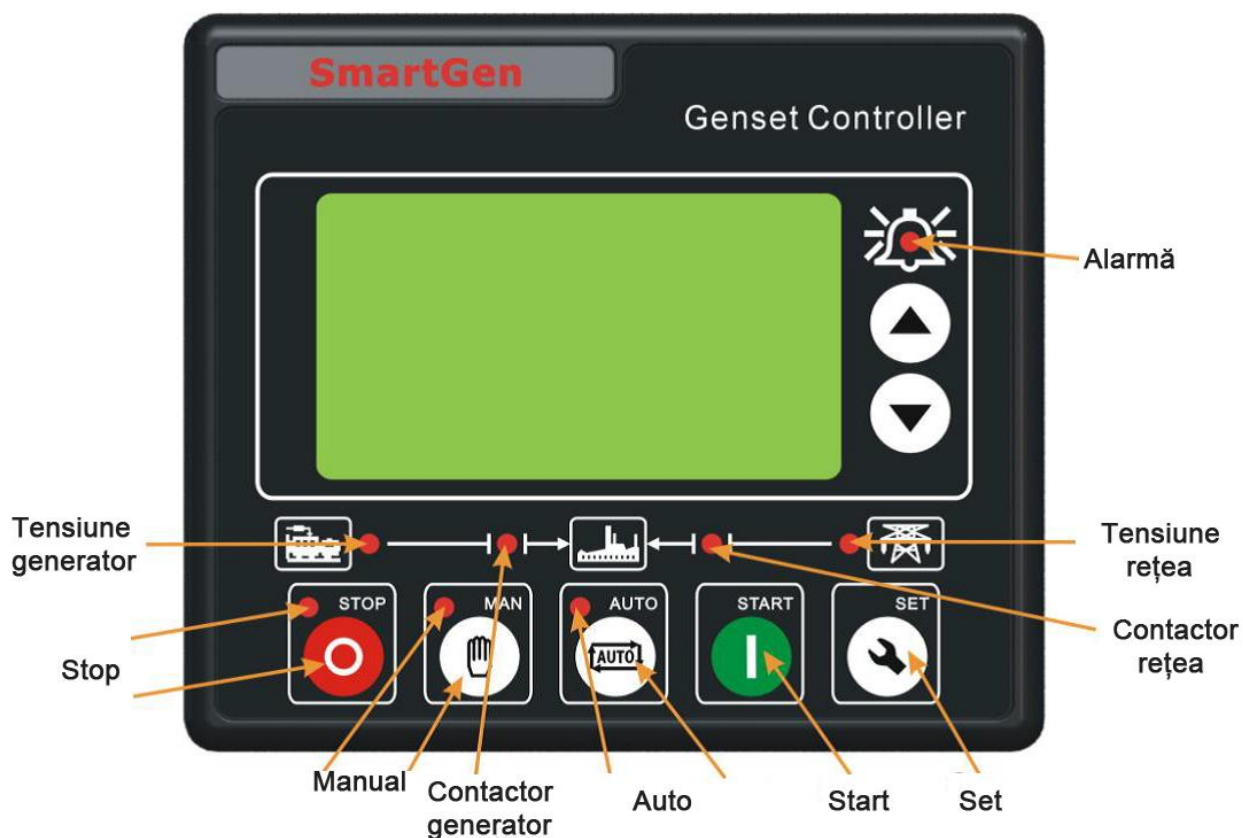 SmartGen
Genset Controller
Alarmă
Tensiune
generator
Tensiune
rețea
STOP
MAN
AUTO
START
SET
AUTO
Contactor
rețea
Stop
Manual
Contactor
generator
Auto
Start
Set